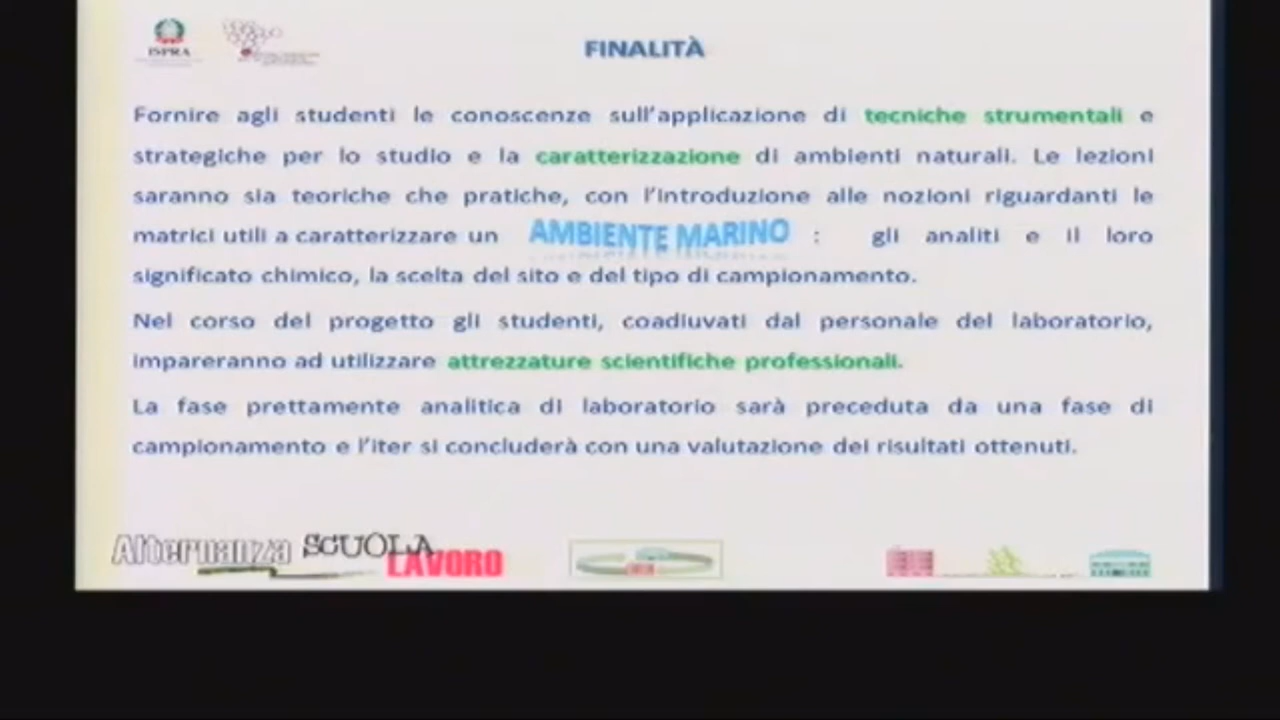 ISPRA
FINALITÀ
Fornire agli studenti le conoscenze sull'applicazione di tecniche strumentali e
strategiche per lo studio e la caratterizzazione di ambienti naturali. Le lezioni
saranno sia teoriche che pratiche, con l'introduzione alle nozioni riguardanti le
matrici utili a caratterizzare un AMBIENTE MARINO : gli analiti e il loro
significato chimico, la scelta del sito e del tipo di campionamento.
Nel corso del progetto gli studenti, coadiuvati dal personale del laboratorio,
impareranno ad utilizzare attrezzature scientifiche professionali.
La fase prettamente analitica di laboratorio sarà preceduta da una fase di
campionamento e l'iter si concluderà con una valutazione dei risultati ottenuti.
Alternanza SCUOLA
LAVORO